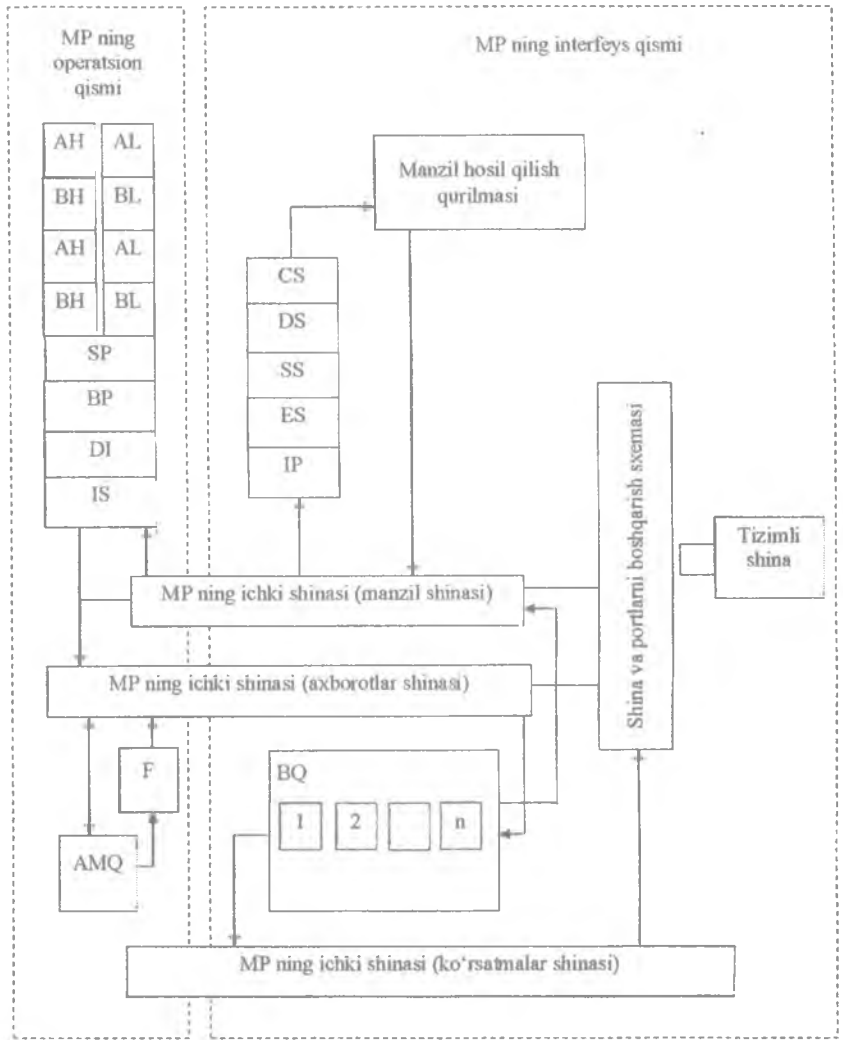 MP ning
operatsion
qismi
AH AL
BH BL
AH AL
BH BL
SP
BP
DI
IS
MP ning interfeys qismi
Manzil hosil qilish
qurilmasi
CS
DS
SS
ES
IP
Shina va portlarni boshqarish sxemasi
Tizimli
shina
MP ning ichki shinasi (manzil shinasi)
MP ning ichki shinasi (axborotlar shinasi)
F
AMQ
BQ
1 2 n
MP ning ichki shinasi (ko‘rsatmalar shinasi)